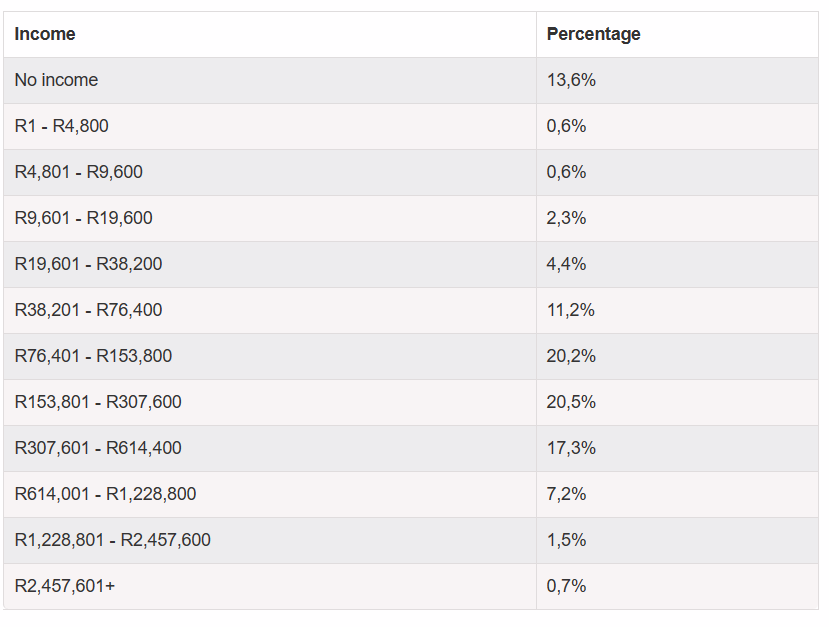 Income Percentage
No income 13,6%
R1 - R4,800 0,6%
R4,801 - R9,600 0,6%
R9,601 - R19,600 2,3%
R19,601 - R38,200 4,4%
R38,201 - R76,400 11,2%
R76,401 - R153,800 20,2%
R153,801 - R307,600 20,5%
R307,601 - R614,400 17,3%
R614,001 - R1,228,800 7,2%
R1,228,801 - R2,457,600 1,5%
R2,457,601+ 0,7%